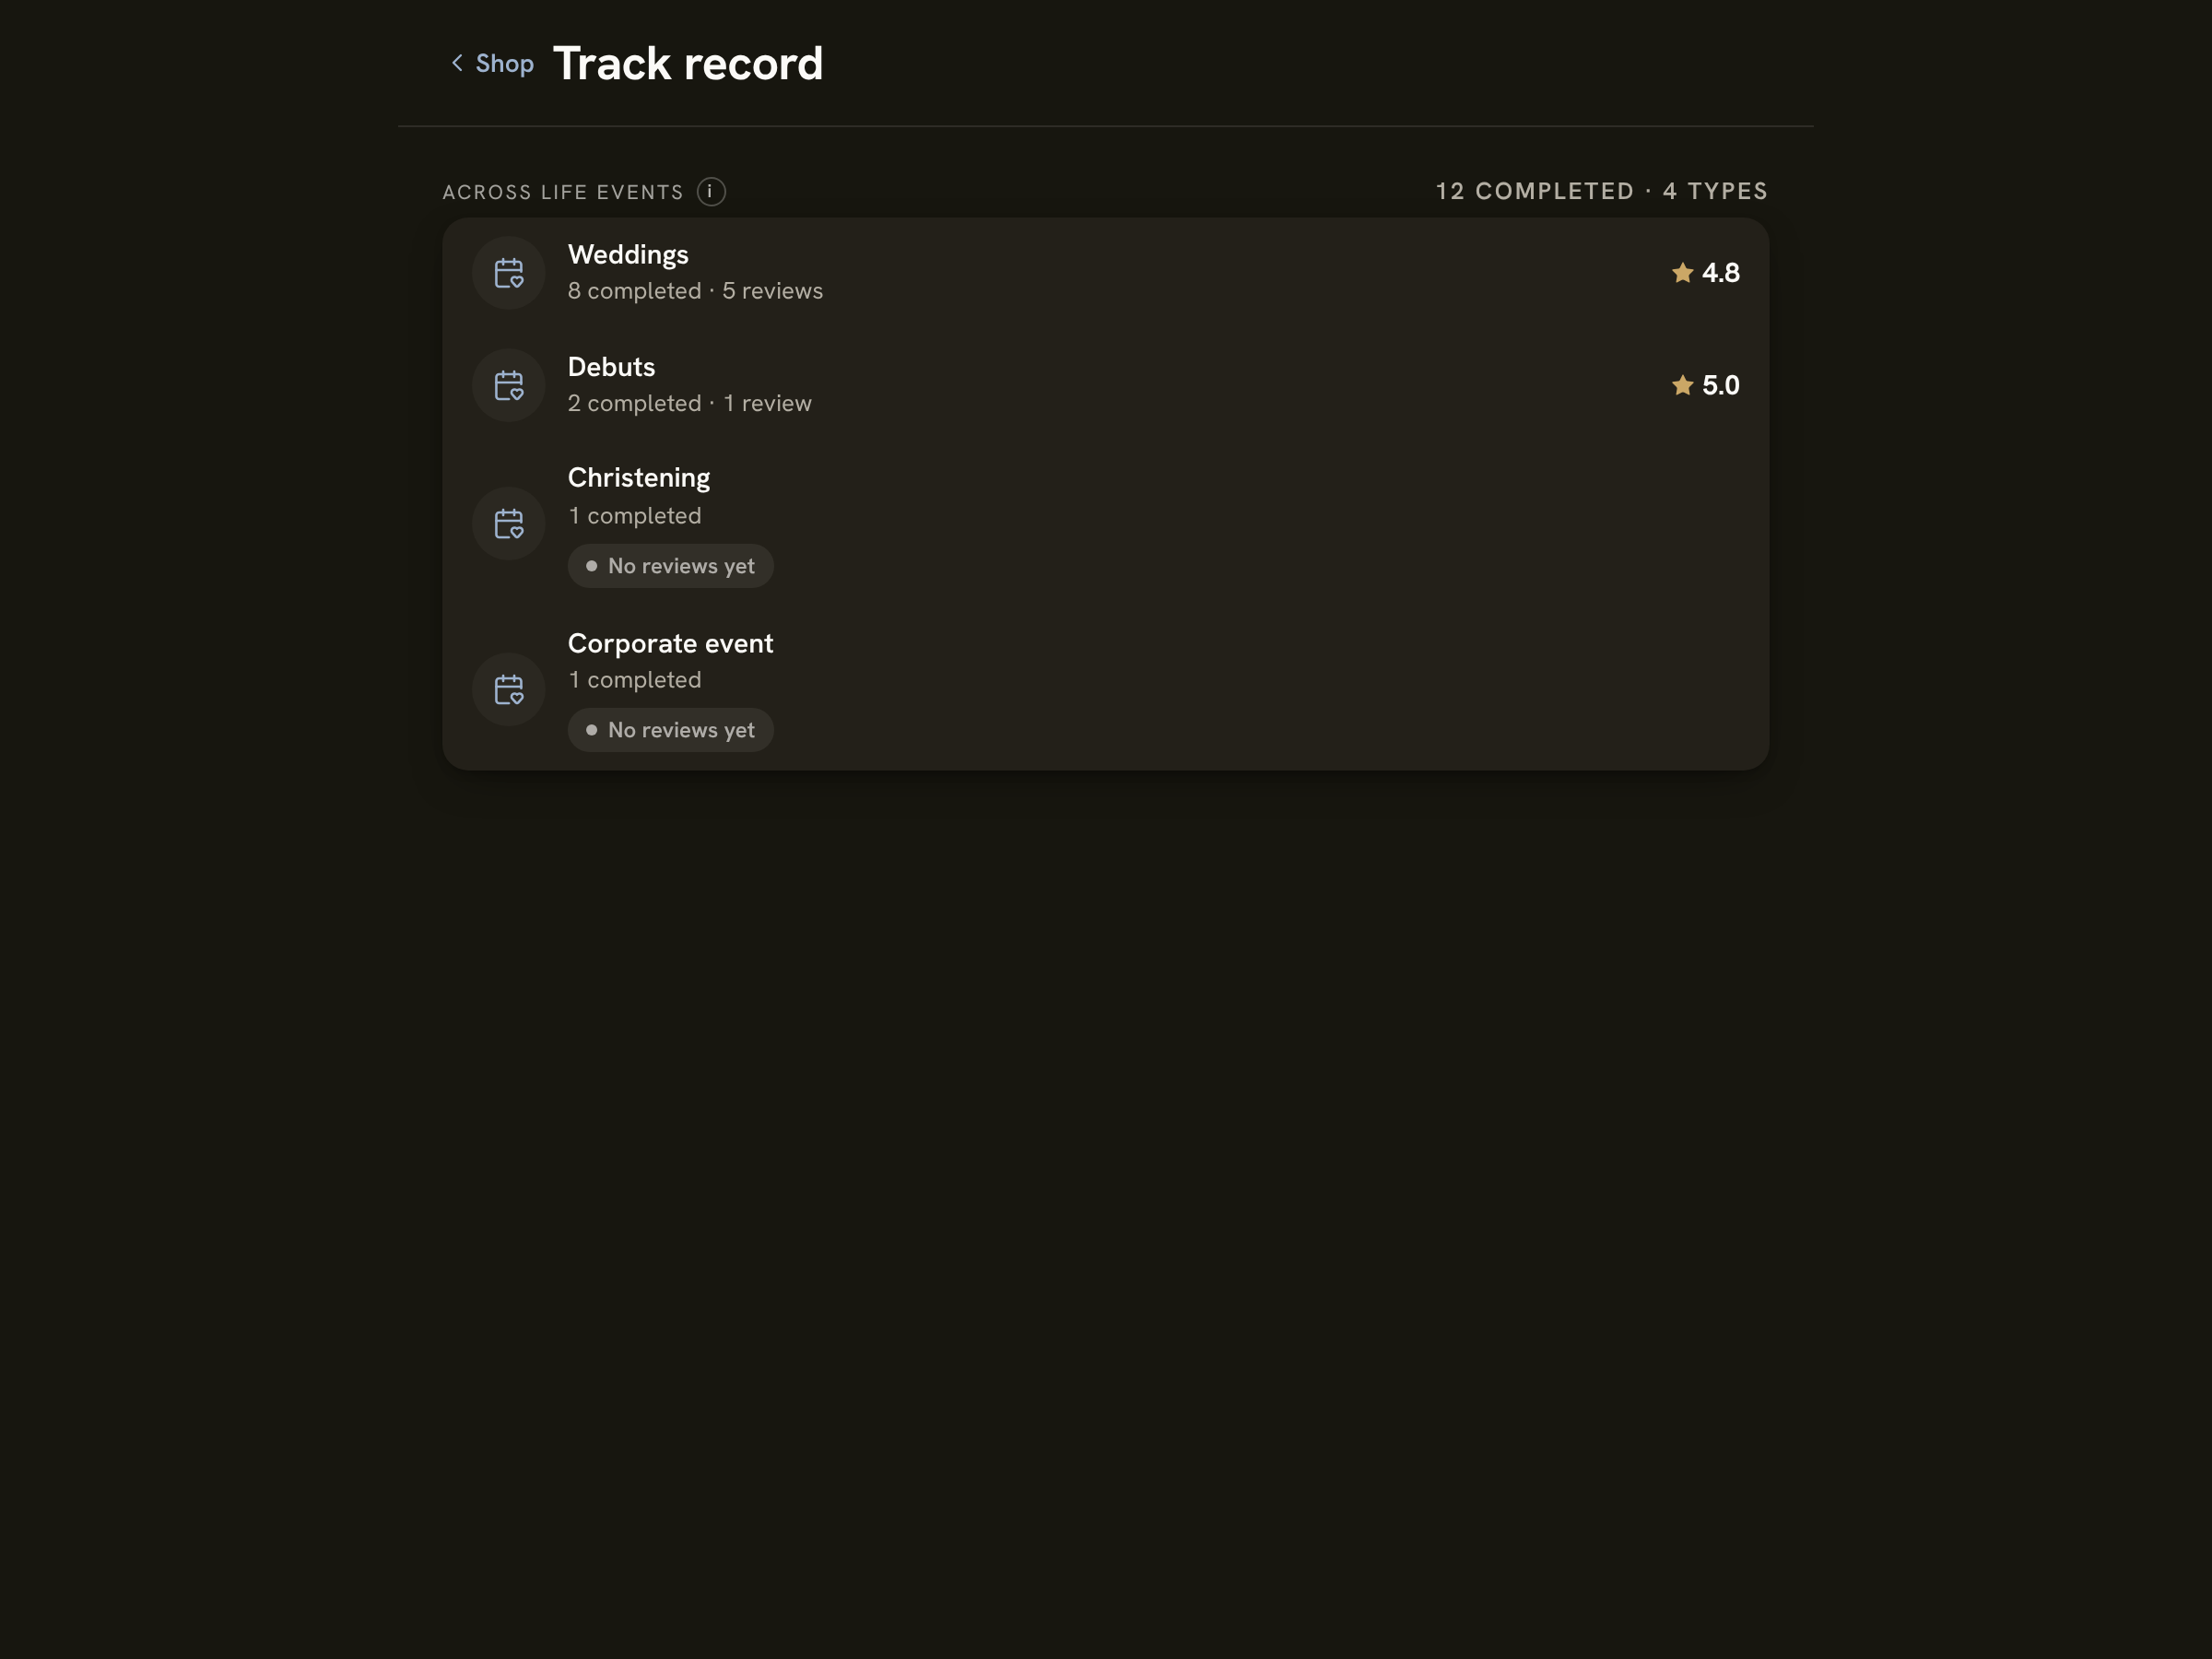 Shop
Track record
ACROSS LIFE EVENTS i
12 COMPLETED · 4 TYPES
Weddings
8 completed · 5 reviews
4.8
Debuts
2 completed · 1 review
5.0
Christening
1 completed
No reviews yet
Corporate event
1 completed
No reviews yet